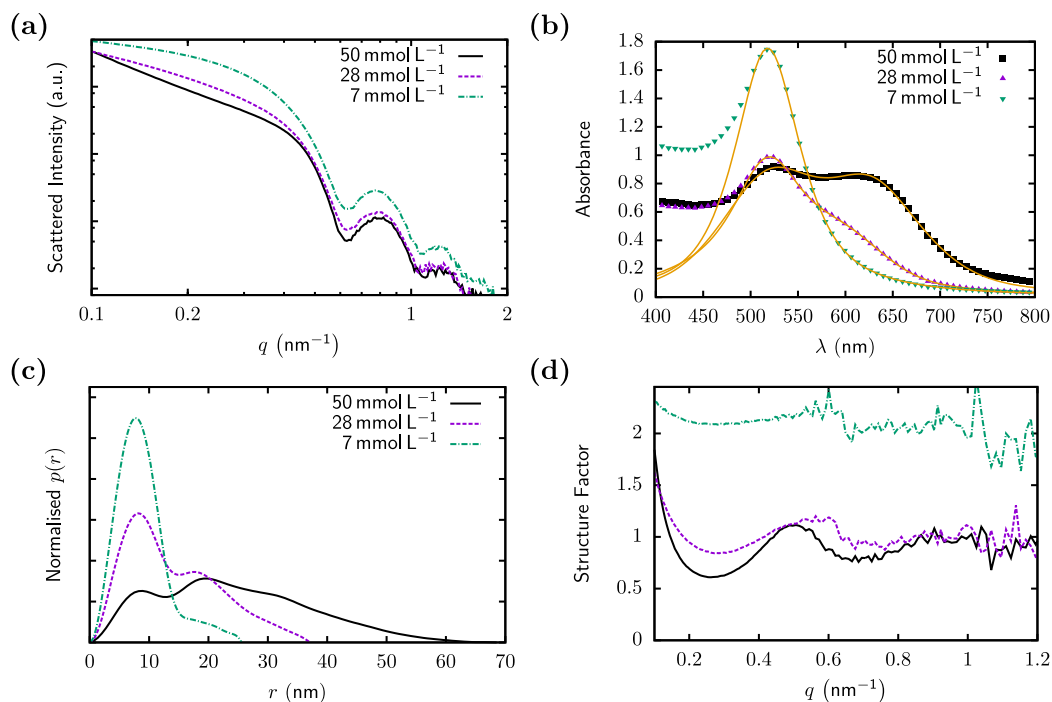 (a)
Scattered Intensity (a.u.)
50 mmol L⁻¹
28 mmol L⁻¹
7 mmol L⁻¹
0.1 0.2 1 2
q (nm⁻¹)
(b)
Absorbance
1.8
1.6
1.4
1.2
1
0.8
0.6
0.4
0.2
0
50 mmol L⁻¹
28 mmol L⁻¹
7 mmol L⁻¹
400 450 500 550 600 650 700 750 800
λ (nm)
(c)
Normalised p(r)
50 mmol L⁻¹
28 mmol L⁻¹
7 mmol L⁻¹
0 10 20 30 40 50 60 70
r (nm)
(d)
Structure Factor
2
1.5
1
0.5
0
0.2 0.4 0.6 0.8 1 1.2
q (nm⁻¹)